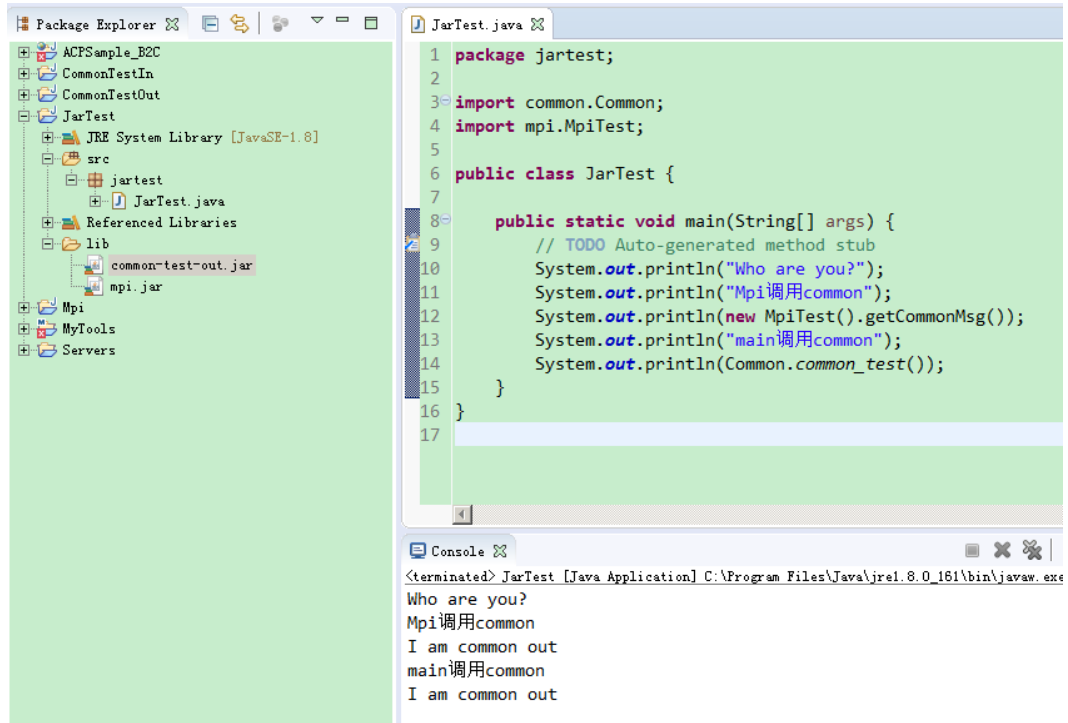 Package Explorer
ACPSample_B2C
CommonTestIn
CommonTestOut
JarTest
JRE System Library [JavaSE-1.8]
src
jartest
JarTest.java
Referenced Libraries
lib
common-test-out.jar
mpi.jar
Mpi
MyTools
Servers
JarTest.java
1 package jartest;
2
3 import common.Common;
4 import mpi.MpiTest;
5
6 public class JarTest {
7
8 public static void main(String[] args) {
9 // TODO Auto-generated method stub
10 System.out.println("Who are you?");
11 System.out.println("Mpi调用common");
12 System.out.println(new MpiTest().getCommonMsg());
13 System.out.println("main调用common");
14 System.out.println(Common.common_test());
15 }
16 }
17
Console
<terminated> JarTest [Java Application] C:\Program Files\Java\jre1.8.0_161\bin\javaw.exe
Who are you?
Mpi调用common
I am common out
main调用common
I am common out